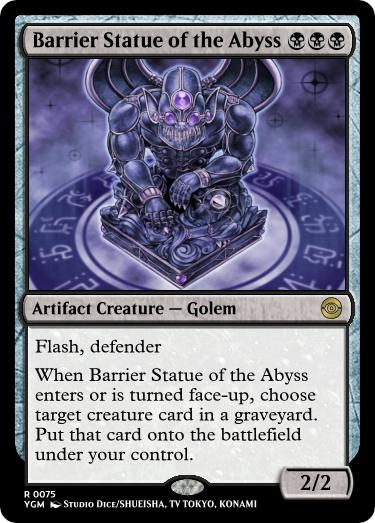 Barrier Statue of the Abyss
Artifact Creature — Golem
Flash, defender
When Barrier Statue of the Abyss
enters or is turned face-up, choose
target creature card in a graveyard.
Put that card onto the battlefield
under your control.
2/2
R 0075
YGM Studio Dice/SHUEISHA, TV TOKYO, KONAMI